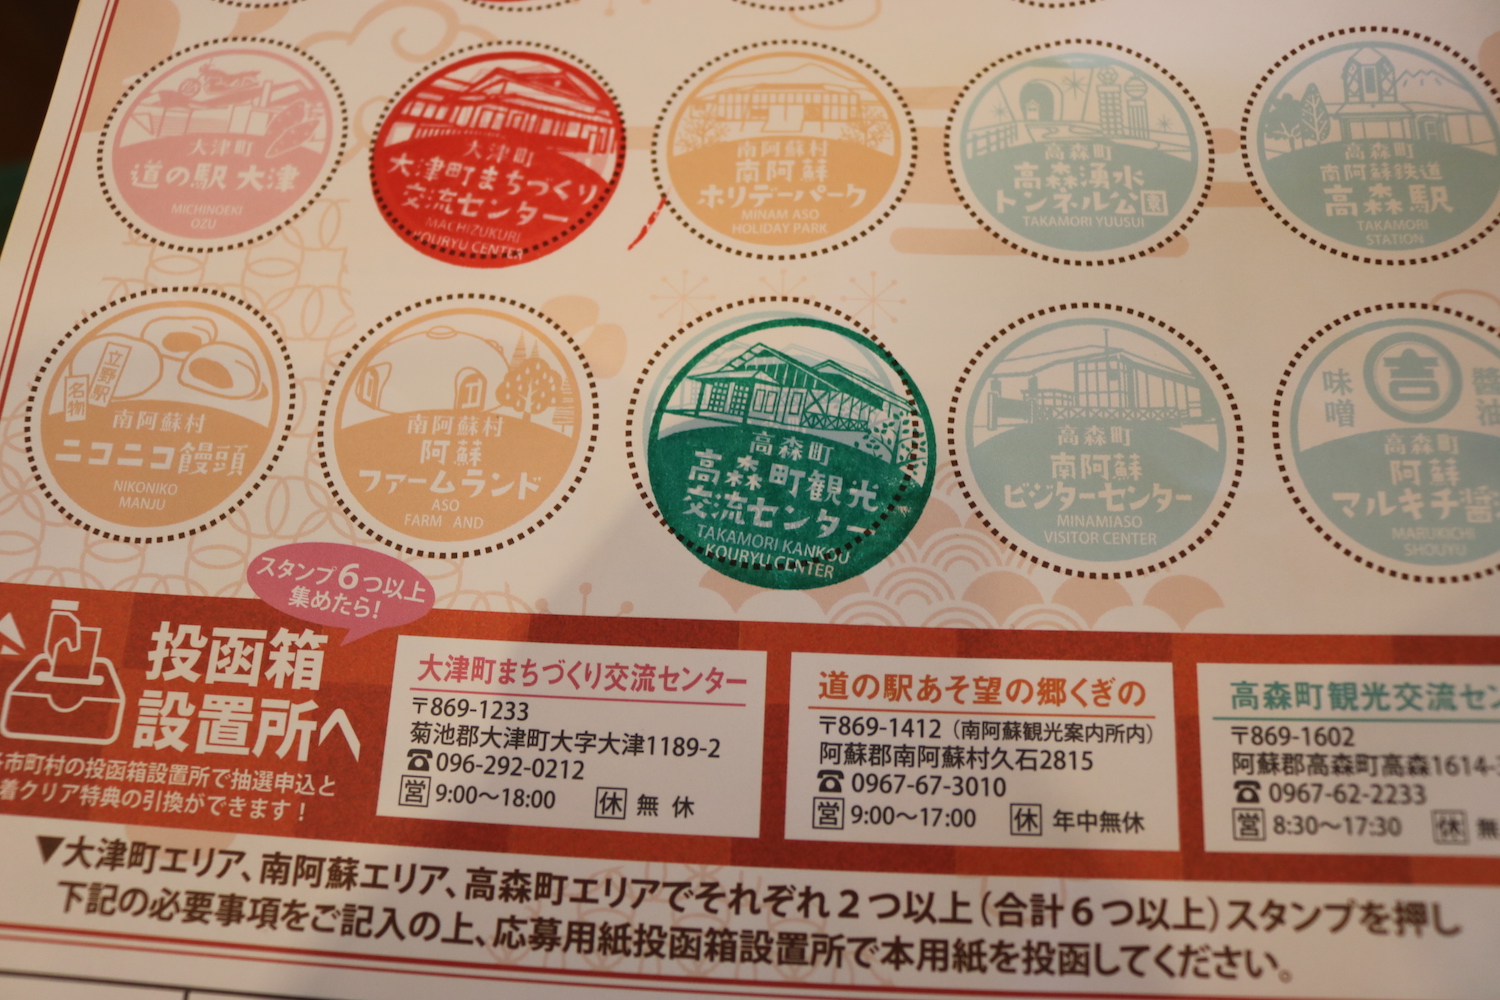 大津町
道の駅 大津
MICHINOEKI
OZU
大津町
大津町まちづくり
交流センター
MACHIZUKURI
KOURYU CENTER
南阿蘇村
南阿蘇
ホリデーパーク
MINAM ASO
HOLIDAY PARK
高森町
高森湧水
トンネル公園
TAKAMORI YUUSUI
高森町
南阿蘇鉄道
高森駅
TAKAMORI
STATION
立野駅
名物
南阿蘇村
ニコニコ饅頭
NIKONIKO
MANJU
南阿蘇村
阿蘇
ファームランド
ASO
FARM AND
高森町
高森町観光
交流センター
TAKAMORI KANKOU
KOURYU CENTER
高森町
南阿蘇
ビジターセンター
MINAMIASO
VISITOR CENTER
味噌
吉
醤油
高森町
阿蘇
マルキチ醤
MARUKICHI
SHOUYU
スタンプ6つ以上
集めたら!
投函箱
設置所へ
市町村の投函箱設置所で抽選申込と
着クリア特典の引換ができます!
大津町まちづくり交流センター
〒869-1233
菊池郡大津町大字大津1189-2
☎096-292-0212
営 9:00〜18:00 休 無 休
道の駅あそ望の郷くぎの
〒869-1412（南阿蘇観光案内所内）
阿蘇郡南阿蘇村久石2815
☎ 0967-67-3010
営 9:00〜17:00 休 年中無休
高森町観光交流セン
〒869-1602
阿蘇郡高森町高森1614-
☎ 0967-62-2233
営 8:30〜17:30 休 無
▼大津町エリア、南阿蘇エリア、高森町エリアでそれぞれ2つ以上（合計6つ以上）スタンプを押し
下記の必要事項をご記入の上、応募用紙投函箱設置所で本用紙を投函してください。